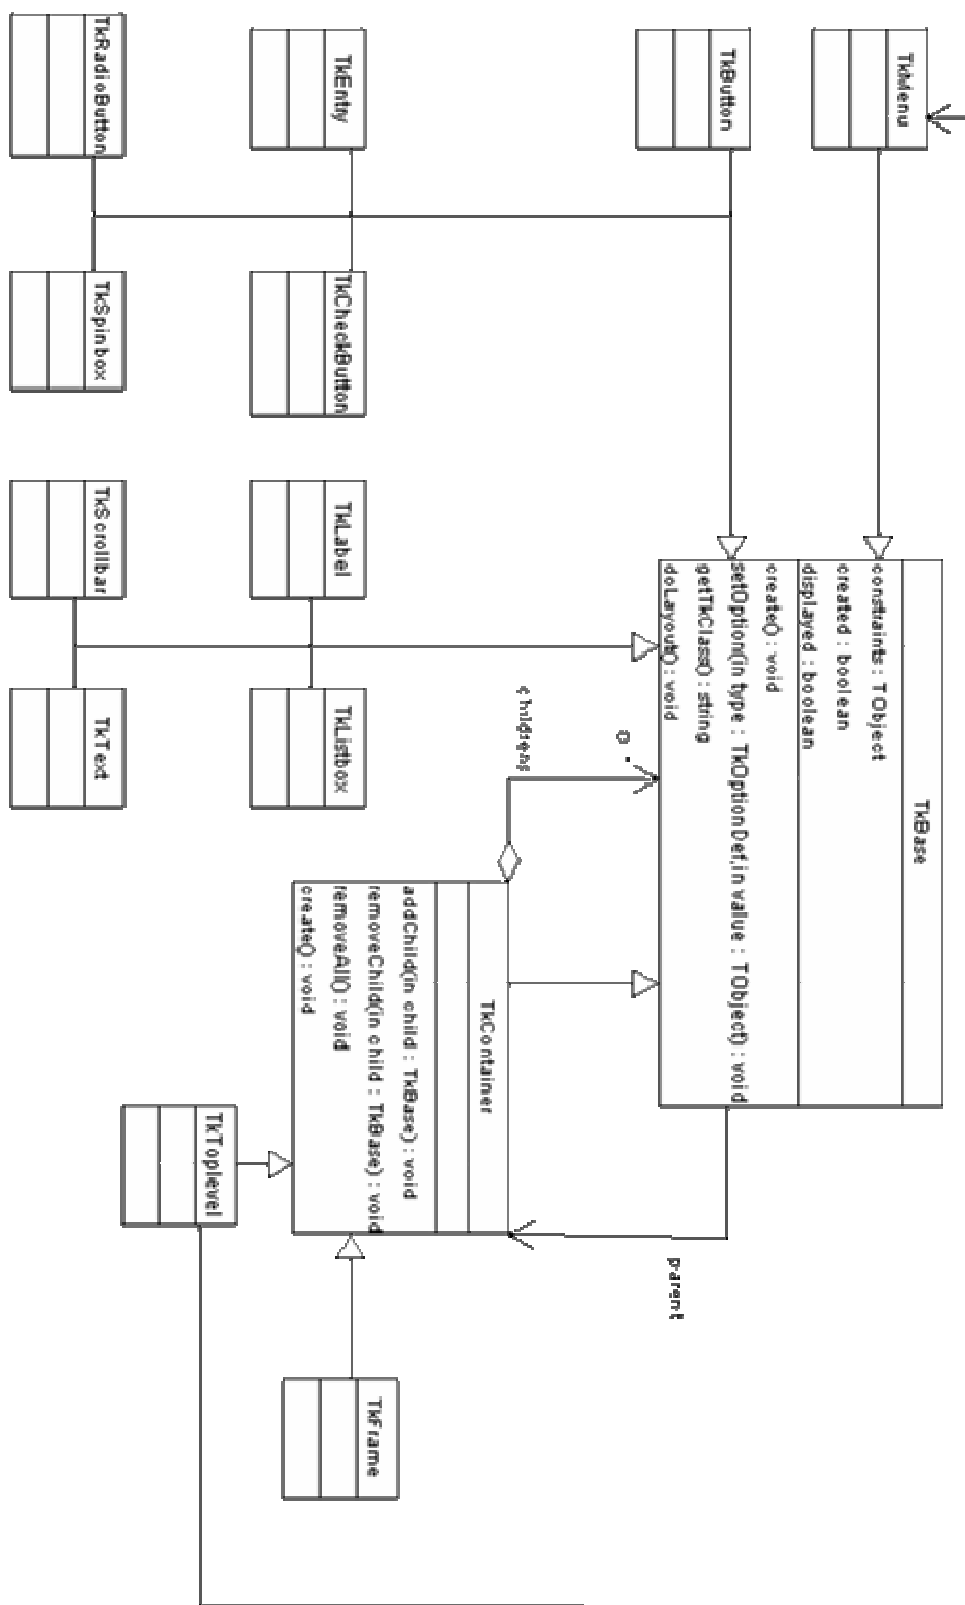 TkBase
constraints : TObject
created : boolean
displayed : boolean
create() : void
setOption(in type : TkOptionDef,in value : TObject() : void
getTkClass() : string
doLayout() : void
TkMenu
TkButton
TkEntry
TkRadioButton
TkCheckButton
TkSpinbox
TkLabel
TkScrollbar
TkListbox
TkText
childrens
parent
TkContainer
addChild(in child : TkBase) : void
removeChild(in child : TkBase) : void
removeAll() : void
create() : void
TkToplevel
TkFrame